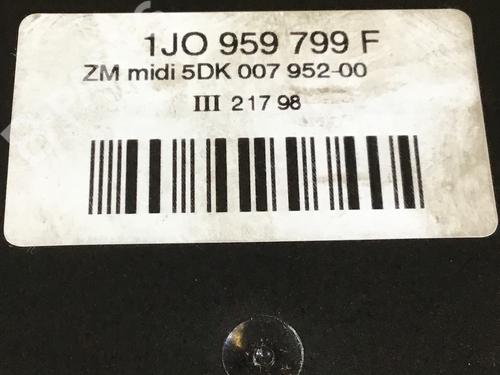 1JO 959 799 F
ZM midi 5DK 007 952-00
III 217 98